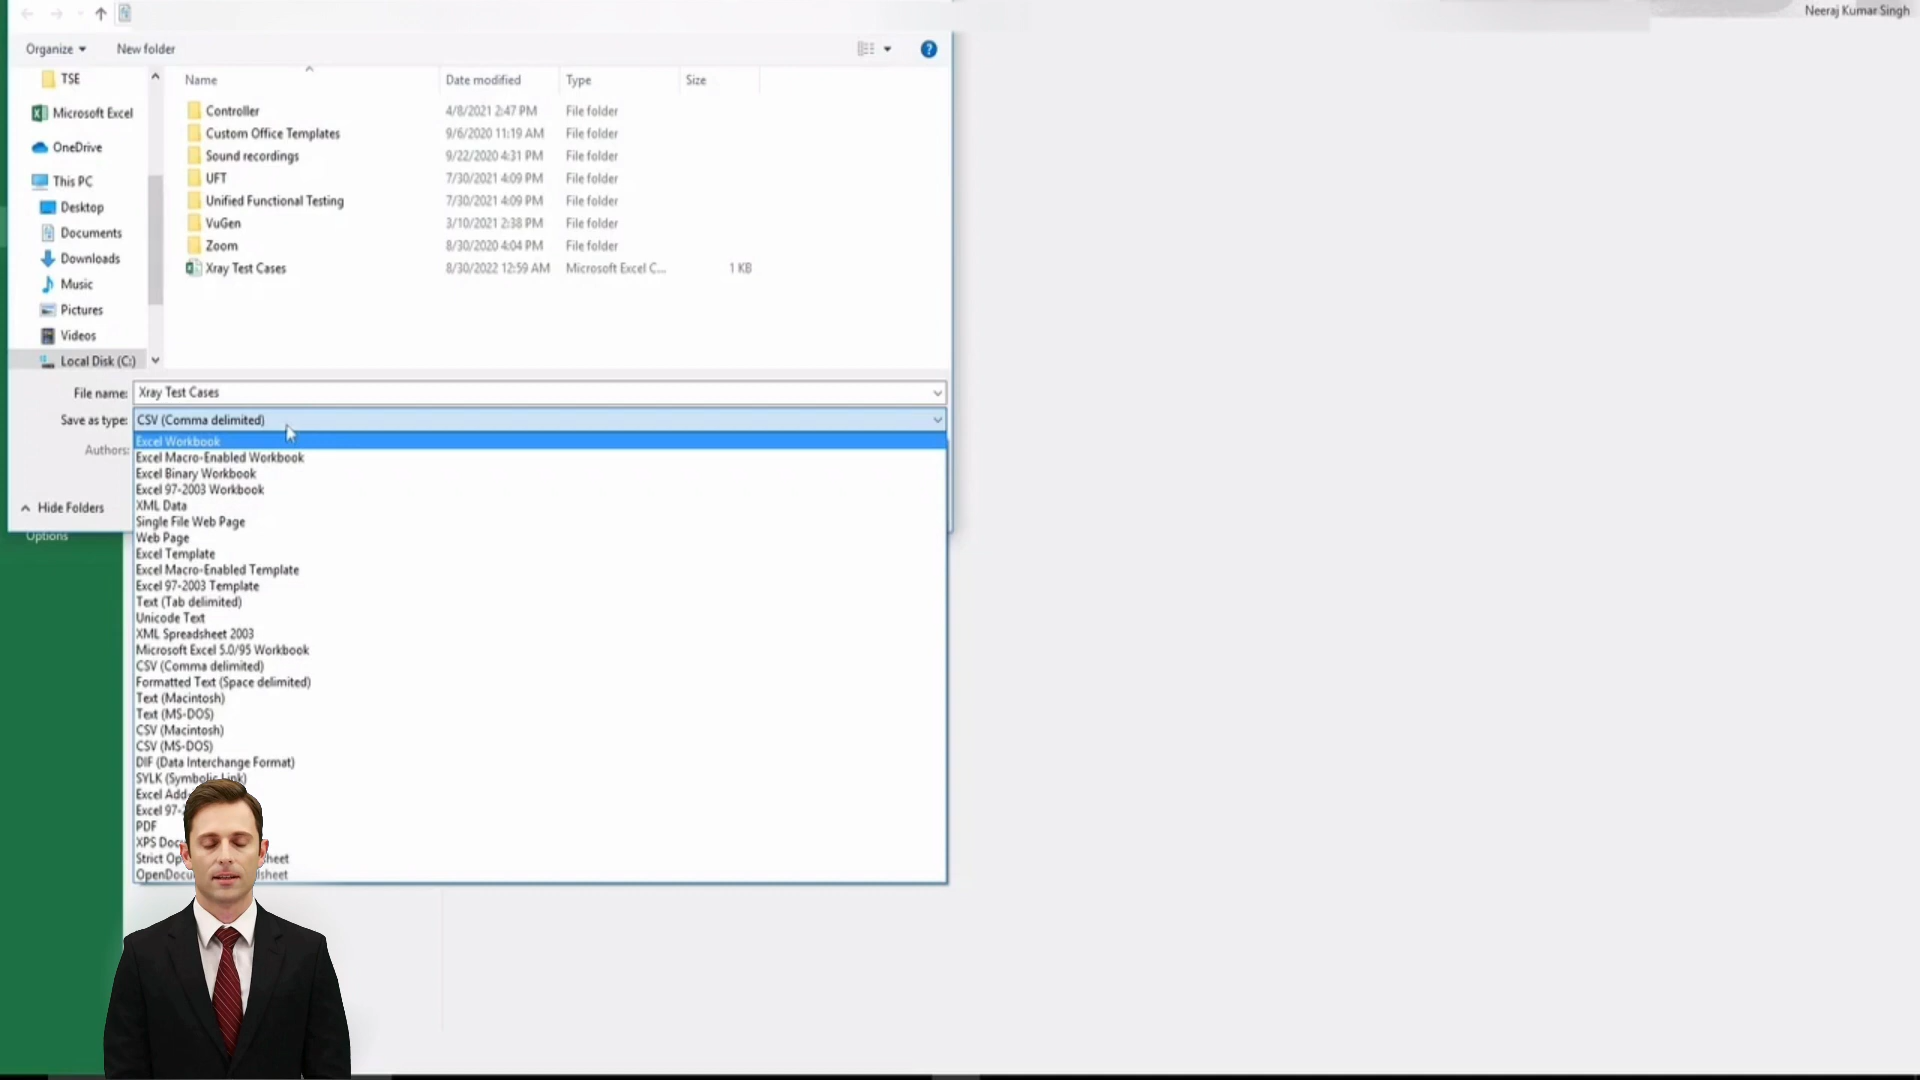 Neeraj Kumar Singh
Organize
New folder
Name
Date modified
Type
Size
TSE
Microsoft Excel
OneDrive
This PC
Desktop
Documents
Downloads
Music
Pictures
Videos
Local Disk (C:)
Controller 4/8/2021 2:47 PM File folder
Custom Office Templates 9/6/2020 11:19 AM File folder
Sound recordings 9/22/2020 4:31 PM File folder
UFT 7/30/2021 4:09 PM File folder
Unified Functional Testing 7/30/2021 4:09 PM File folder
VuGen 3/10/2021 2:38 PM File folder
Zoom 8/30/2020 4:04 PM File folder
Xray Test Cases 8/30/2022 12:59 AM Microsoft Excel C... 1 KB
File name: Xray Test Cases
Save as type: CSV (Comma delimited)
Authors:
Hide Folders
Options
Excel Workbook
Excel Macro-Enabled Workbook
Excel Binary Workbook
Excel 97-2003 Workbook
XML Data
Single File Web Page
Web Page
Excel Template
Excel Macro-Enabled Template
Excel 97-2003 Template
Text (Tab delimited)
Unicode Text
XML Spreadsheet 2003
Microsoft Excel 5.0/95 Workbook
CSV (Comma delimited)
Formatted Text (Space delimited)
Text (Macintosh)
Text (MS-DOS)
CSV (Macintosh)
CSV (MS-DOS)
DIF (Data Interchange Format)
SYLK (Symbolic Link)
Excel
Excel
PDF
XPS
Strict